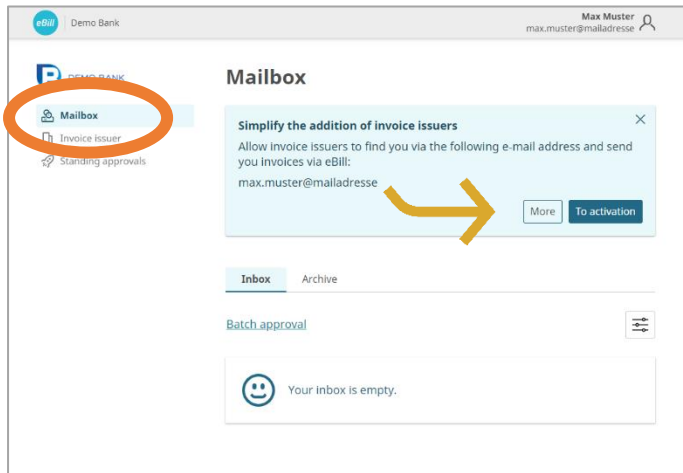 eBill Demo Bank
Max Muster
max.muster@mailadresse
DEMO BANK
Mailbox
Invoice issuer
Standing approvals
Mailbox
Simplify the addition of invoice issuers
Allow invoice issuers to find you via the following e-mail address and send
you invoices via eBill:
max.muster@mailadresse
More To activation
Inbox Archive
Batch approval
Your inbox is empty.